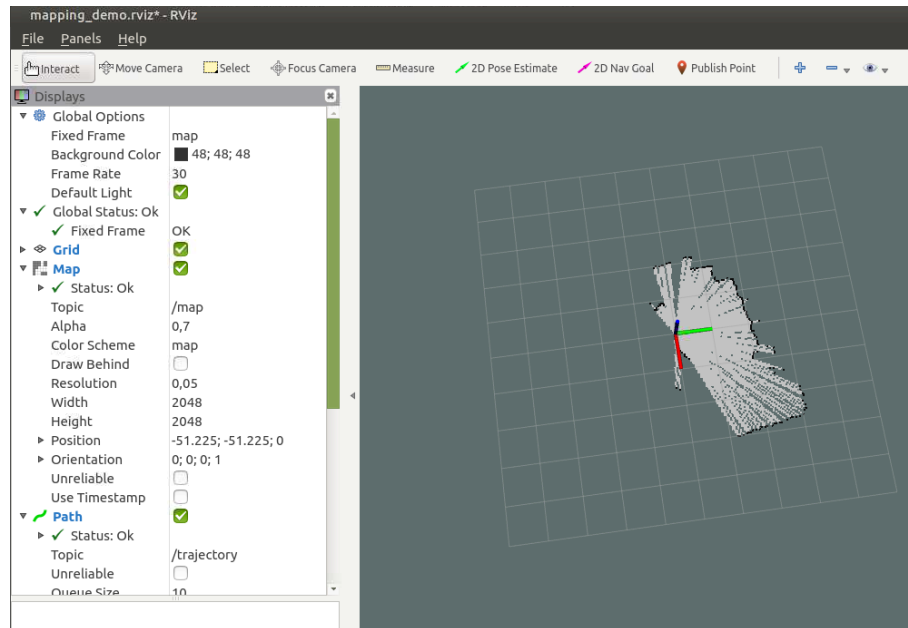 mapping_demo.rviz* - RViz
File Panels Help
Interact Move Camera Select Focus Camera Measure 2D Pose Estimate 2D Nav Goal Publish Point
Displays
Global Options
Fixed Frame map
Background Color 48; 48; 48
Frame Rate 30
Default Light
Global Status: Ok
Fixed Frame OK
Grid
Map
Status: Ok
Topic /map
Alpha 0,7
Color Scheme map
Draw Behind
Resolution 0,05
Width 2048
Height 2048
Position -51.225; -51.225; 0
Orientation 0; 0; 0; 1
Unreliable
Use Timestamp
Path
Status: Ok
Topic /trajectory
Unreliable
Queue Size 10